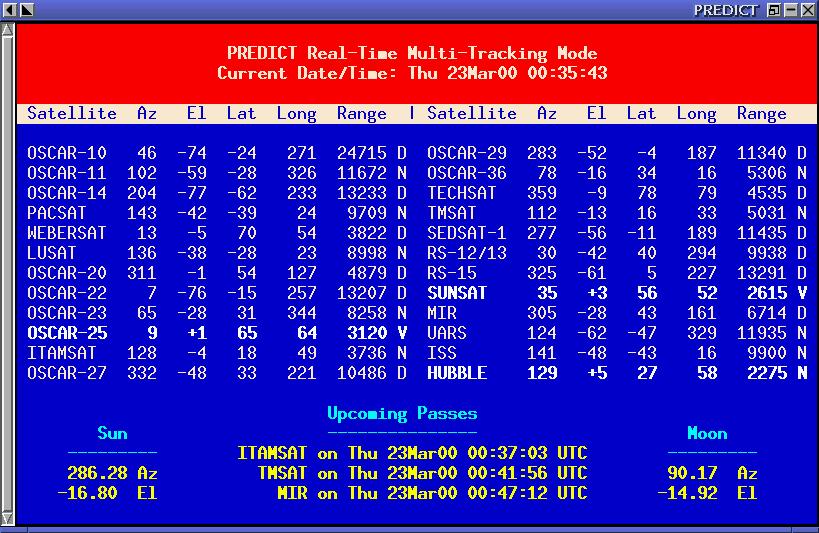 PREDICT
PREDICT Real-Time Multi-Tracking Mode
Current Date/Time: Thu 23Mar00 00:35:43
Satellite Az El Lat Long Range | Satellite Az El Lat Long Range
OSCAR-10 46 -74 -24 271 24715 D OSCAR-29 283 -52 -4 187 11340 D
OSCAR-11 102 -59 -28 326 11672 N OSCAR-36 78 -16 34 16 5306 N
OSCAR-14 204 -77 -62 233 13233 D TECHSAT 359 -9 78 79 4535 D
PACSAT 143 -42 -39 24 9709 N TMSAT 112 -13 16 33 5031 N
WEBERSAT 13 -5 70 54 3822 D SEDSAT-1 277 -56 -11 189 11435 D
LUSAT 136 -38 -28 23 8998 N RS-12/13 30 -42 40 294 9938 D
OSCAR-20 311 -1 54 127 4879 D RS-15 325 -61 5 227 13291 D
OSCAR-22 7 -76 -15 257 13207 D SUNSAT 35 +3 56 52 2615 V
OSCAR-23 65 -28 31 344 8258 N MIR 305 -28 43 161 6714 D
OSCAR-25 9 +1 65 64 3120 V UARS 124 -62 -47 329 11935 N
ITAMSAT 128 -4 18 49 3736 N ISS 141 -48 -43 16 9900 N
OSCAR-27 332 -48 33 221 10486 D HUBBLE 129 +5 27 58 2275 N
Upcoming Passes
Sun Moon
--------- --------------- ---------
ITAMSAT on Thu 23Mar00 00:37:03 UTC
286.28 Az TMSAT on Thu 23Mar00 00:41:56 UTC 90.17 Az
-16.80 El MIR on Thu 23Mar00 00:47:12 UTC -14.92 El